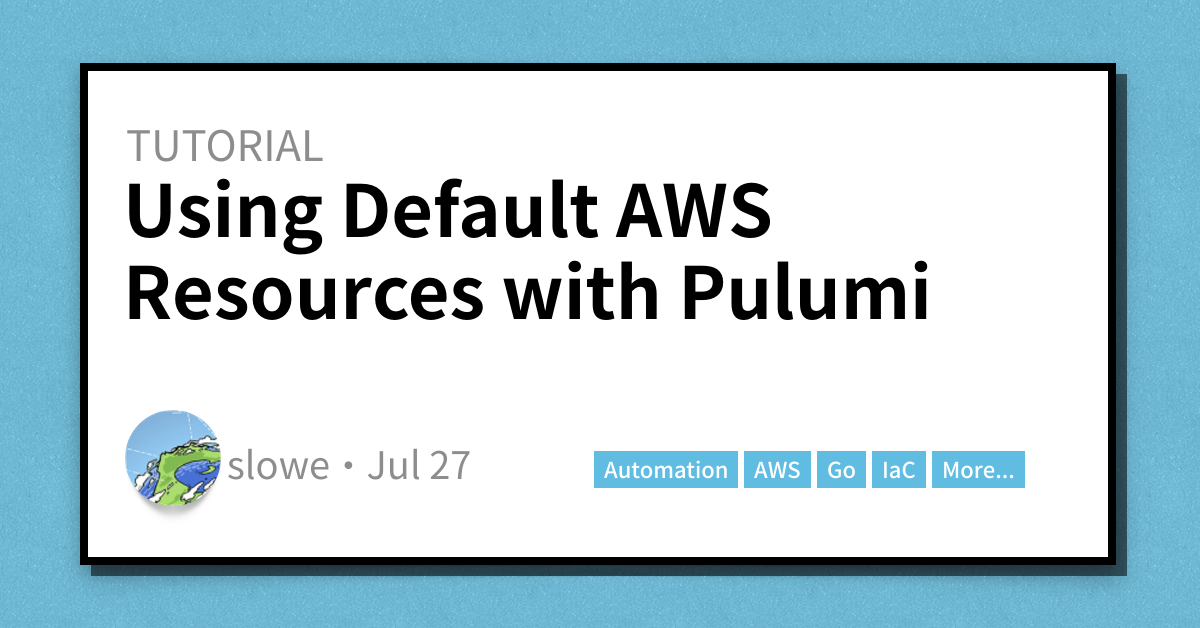 TUTORIAL
Using Default AWS
Resources with Pulumi
slowe • Jul 27
Automation AWS Go IaC More...